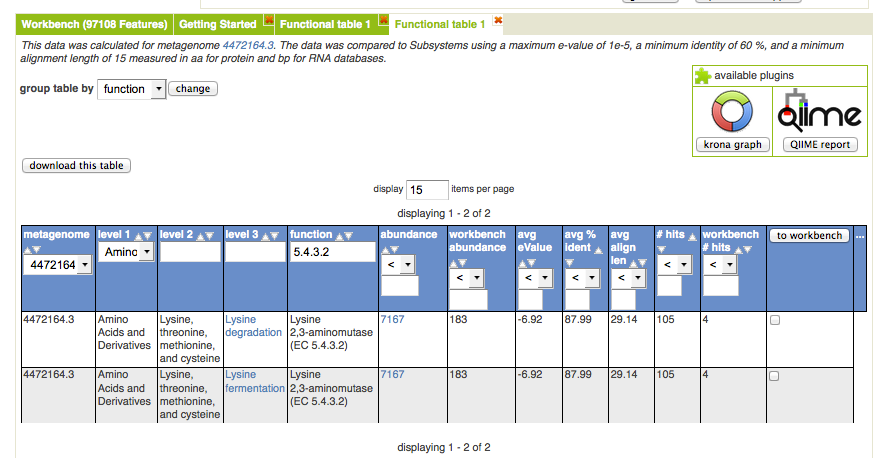 Workbench (97108 Features) Getting Started Functional table 1 Functional table 1
This data was calculated for metagenome 4472164.3. The data was compared to Subsystems using a maximum e-value of 1e-5, a minimum identity of 60 %, and a minimum
alignment length of 15 measured in aa for protein and bp for RNA databases.
available plugins
group table by function change
Qiime
krona graph QIIME report
download this table
display 15 items per page
displaying 1 - 2 of 2
metagenome level 1 level 2 level 3 function abundance workbench avg avg % avg # hits workbench to workbench ...
abundance eValue ident align # hits
len
4472164 Amino 5.4.3.2 < < < < < < <
4472164.3 Amino Lysine, Lysine Lysine 7167 183 -6.92 87.99 29.14 105 4
Acids and threonine, degradation 2,3-aminomutase
Derivatives methionine, (EC 5.4.3.2)
and cysteine
4472164.3 Amino Lysine, Lysine Lysine 7167 183 -6.92 87.99 29.14 105 4
Acids and threonine, fermentation 2,3-aminomutase
Derivatives methionine, (EC 5.4.3.2)
and cysteine
displaying 1 - 2 of 2